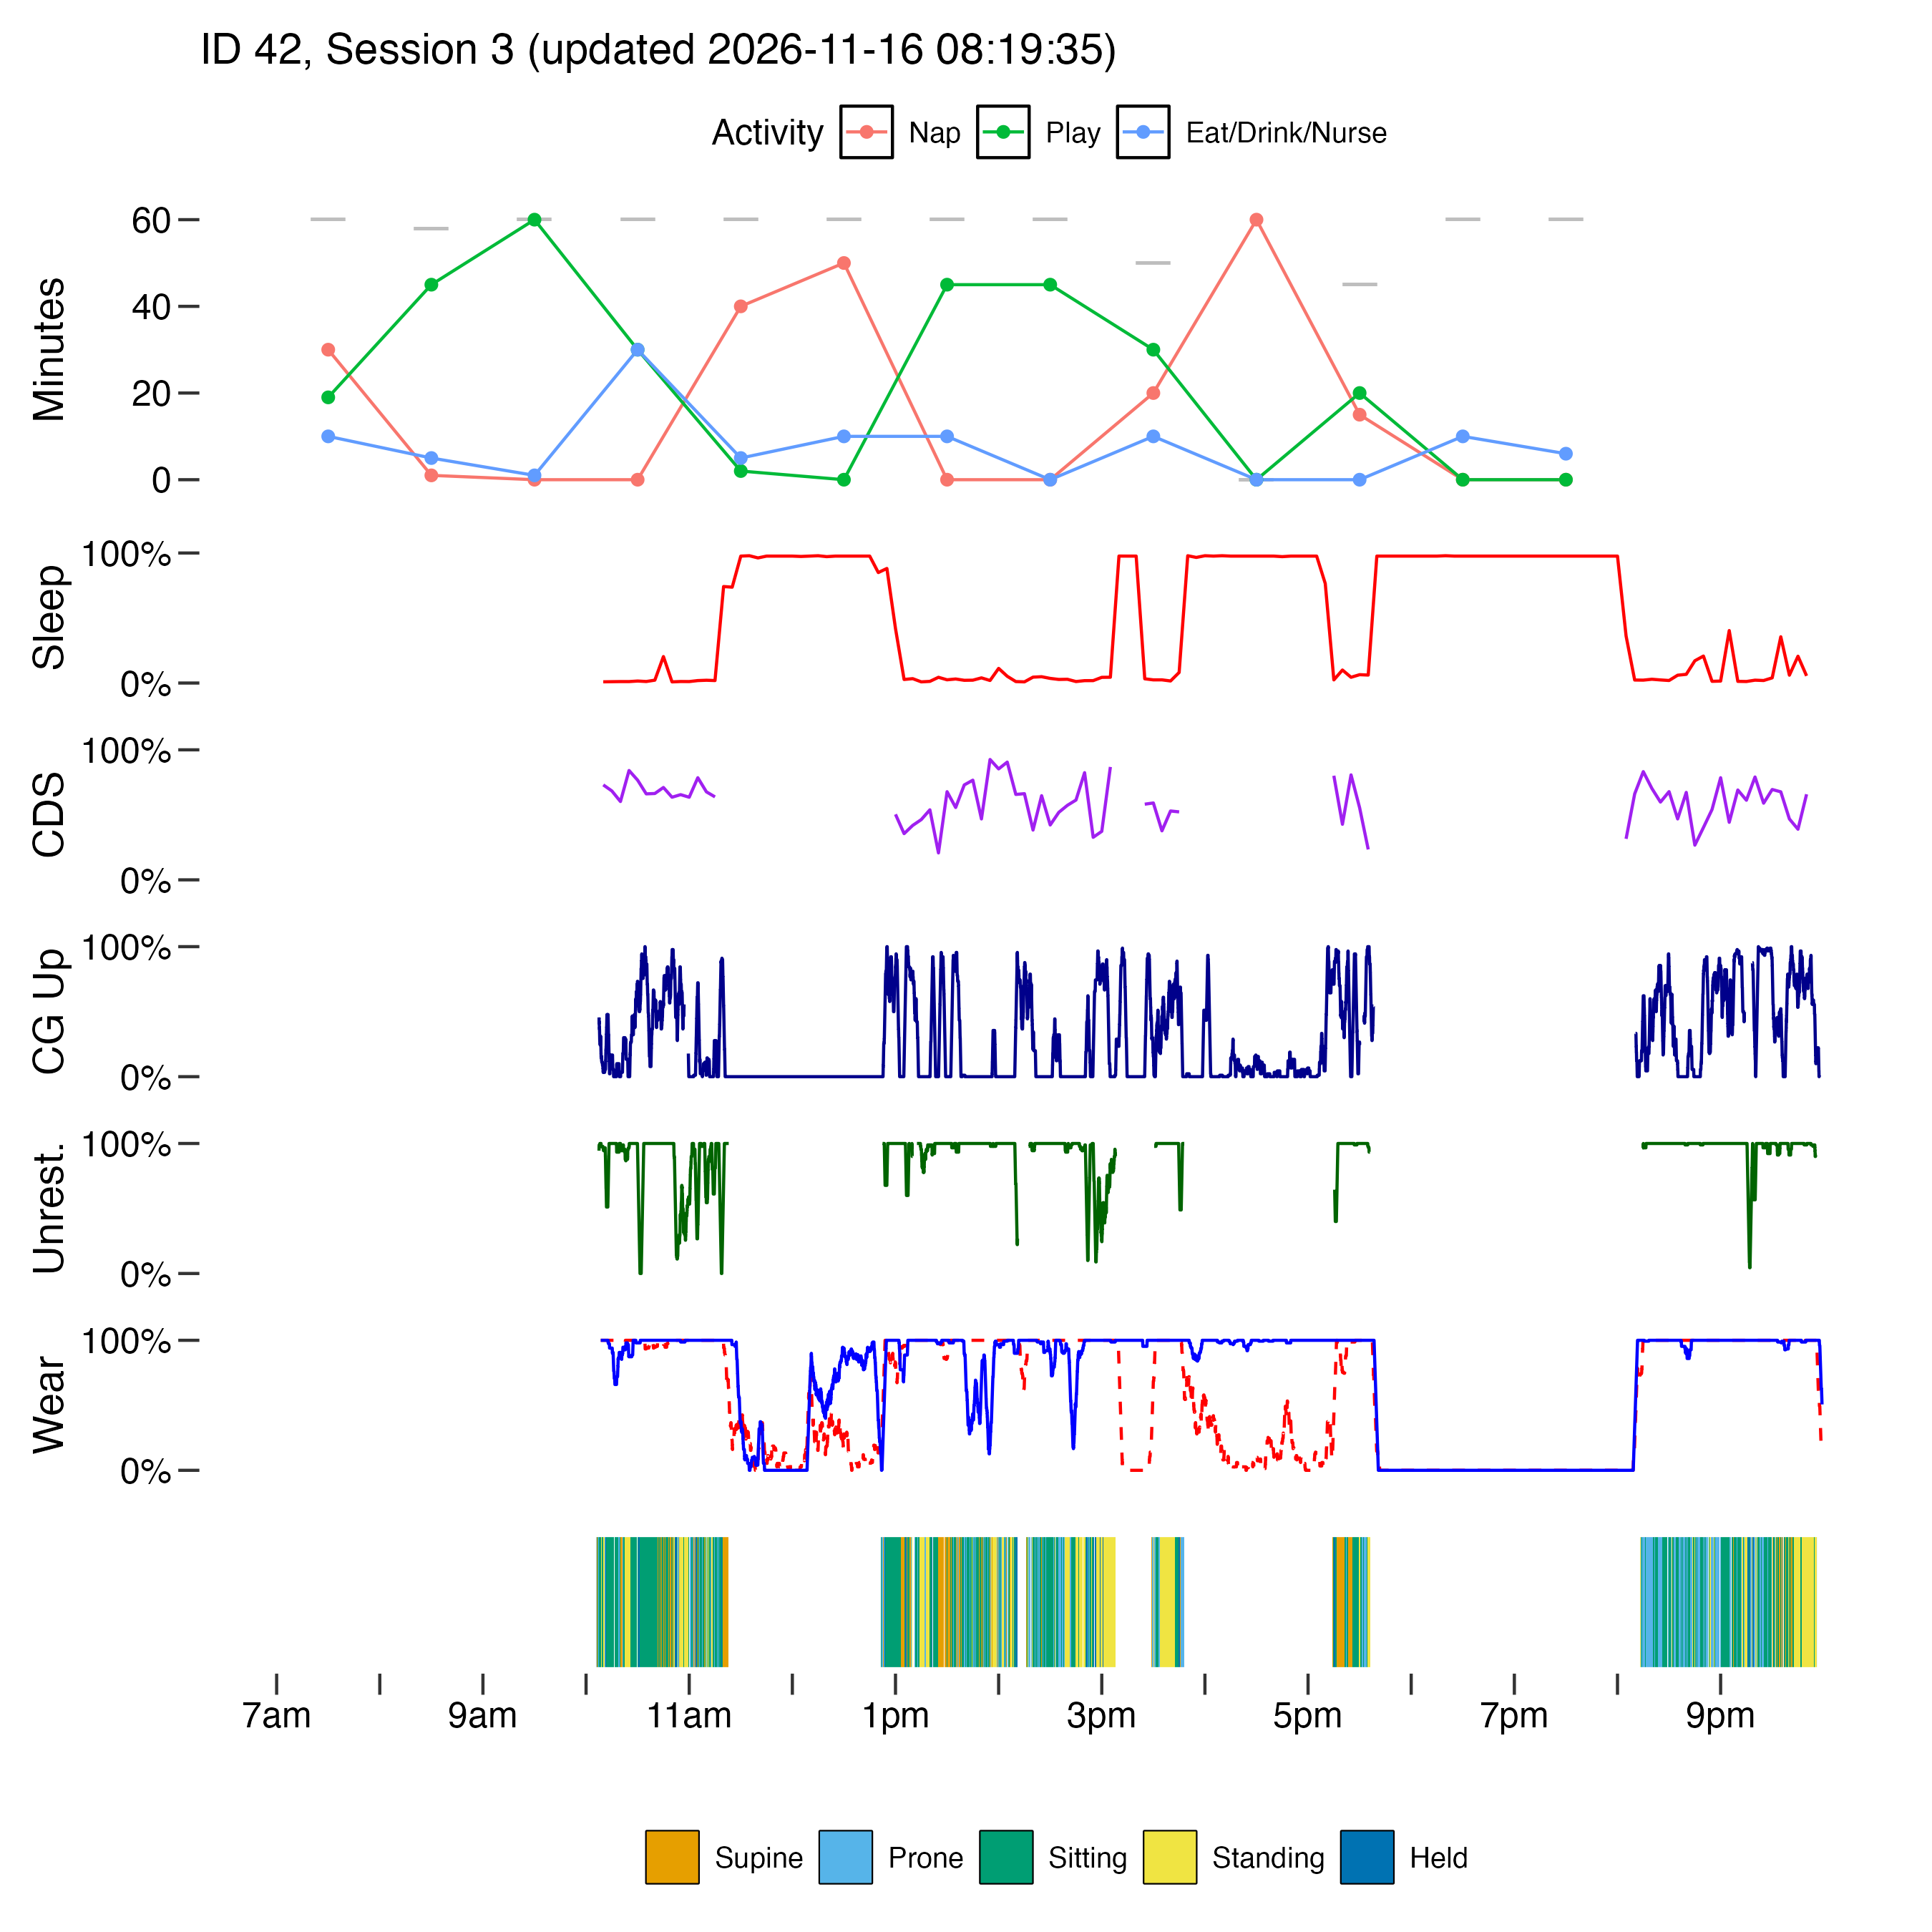 ID 42, Session 3 (updated 2026-11-16 08:19:35)
Activity Nap Play Eat/Drink/Nurse
Minutes
60
40
20
0
Sleep
100%
0%
CDS
100%
0%
CG Up
100%
0%
Unrest.
100%
0%
Wear
100%
0%
7am 9am 11am 1pm 3pm 5pm 7pm 9pm
Supine Prone Sitting Standing Held